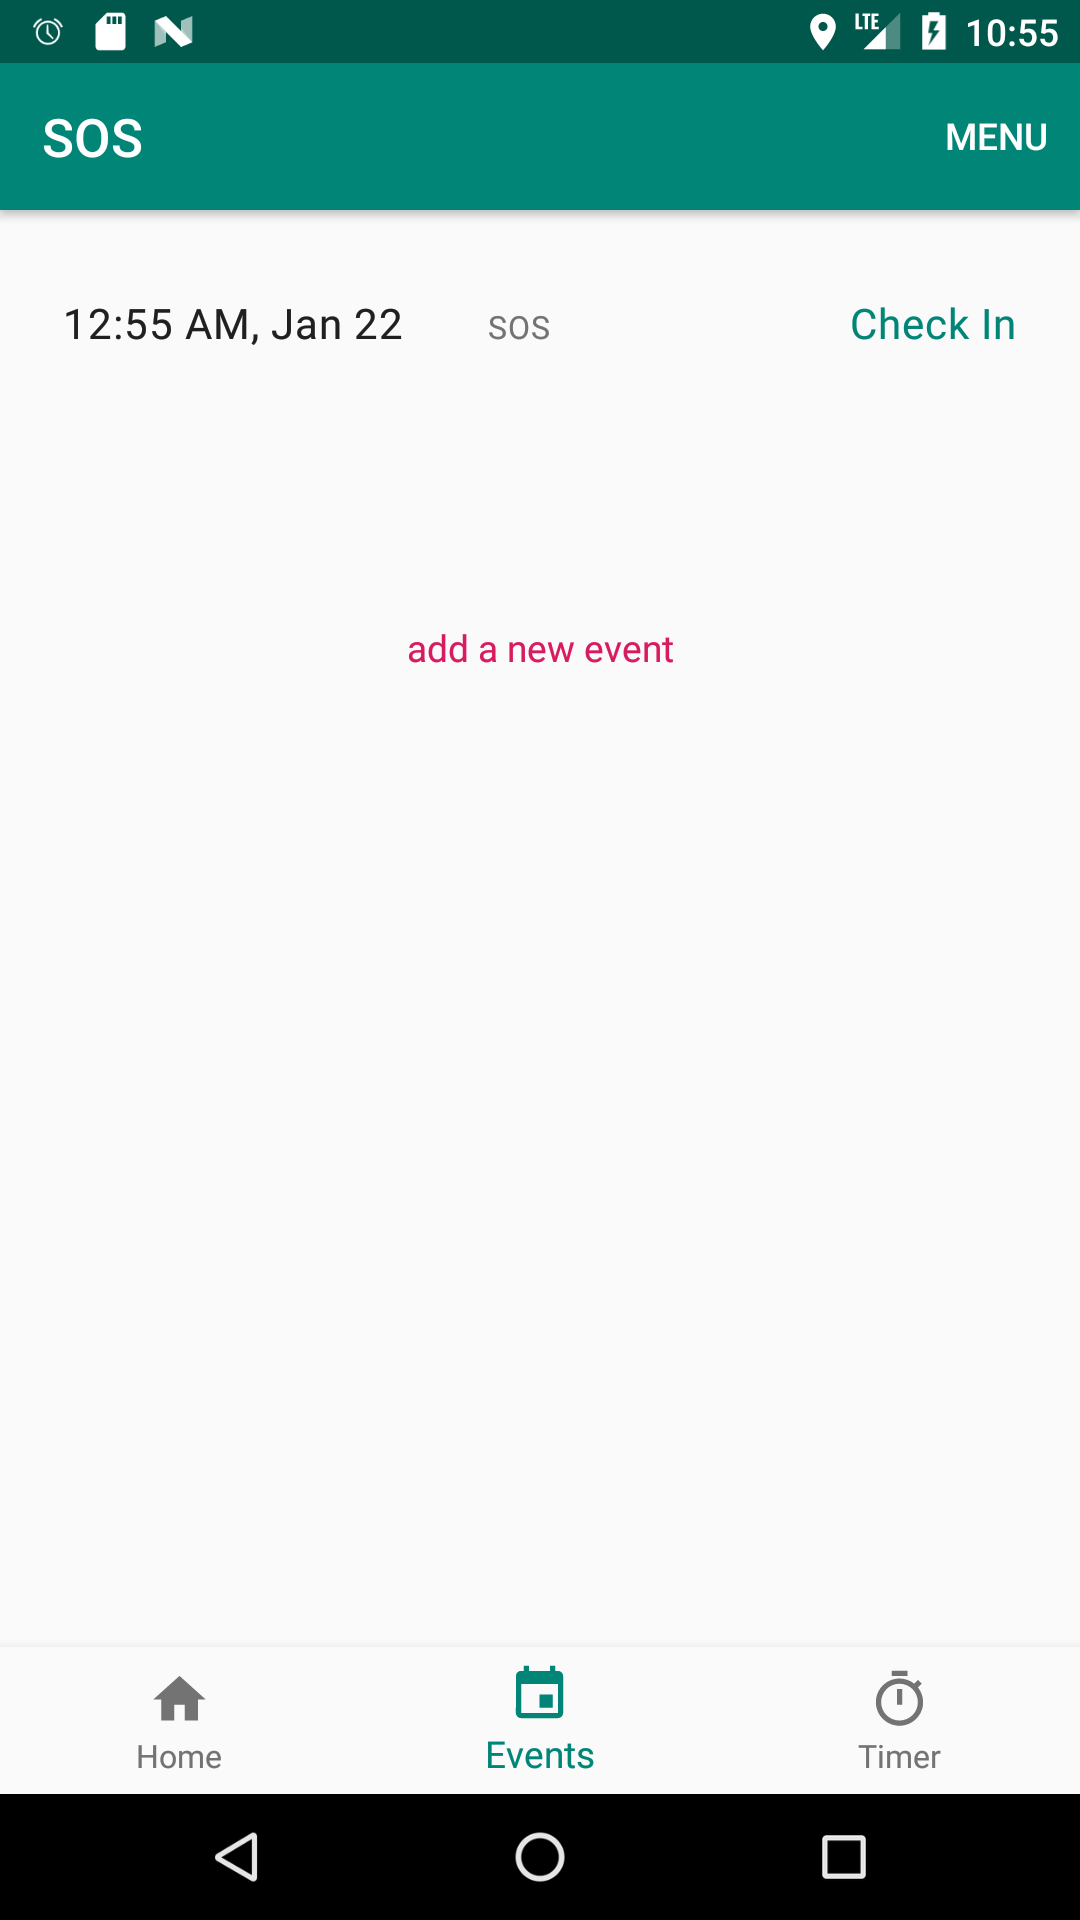 LTE 10:55
SOS MENU
12:55 AM, Jan 22 sos Check In
add a new event
Home Events Timer